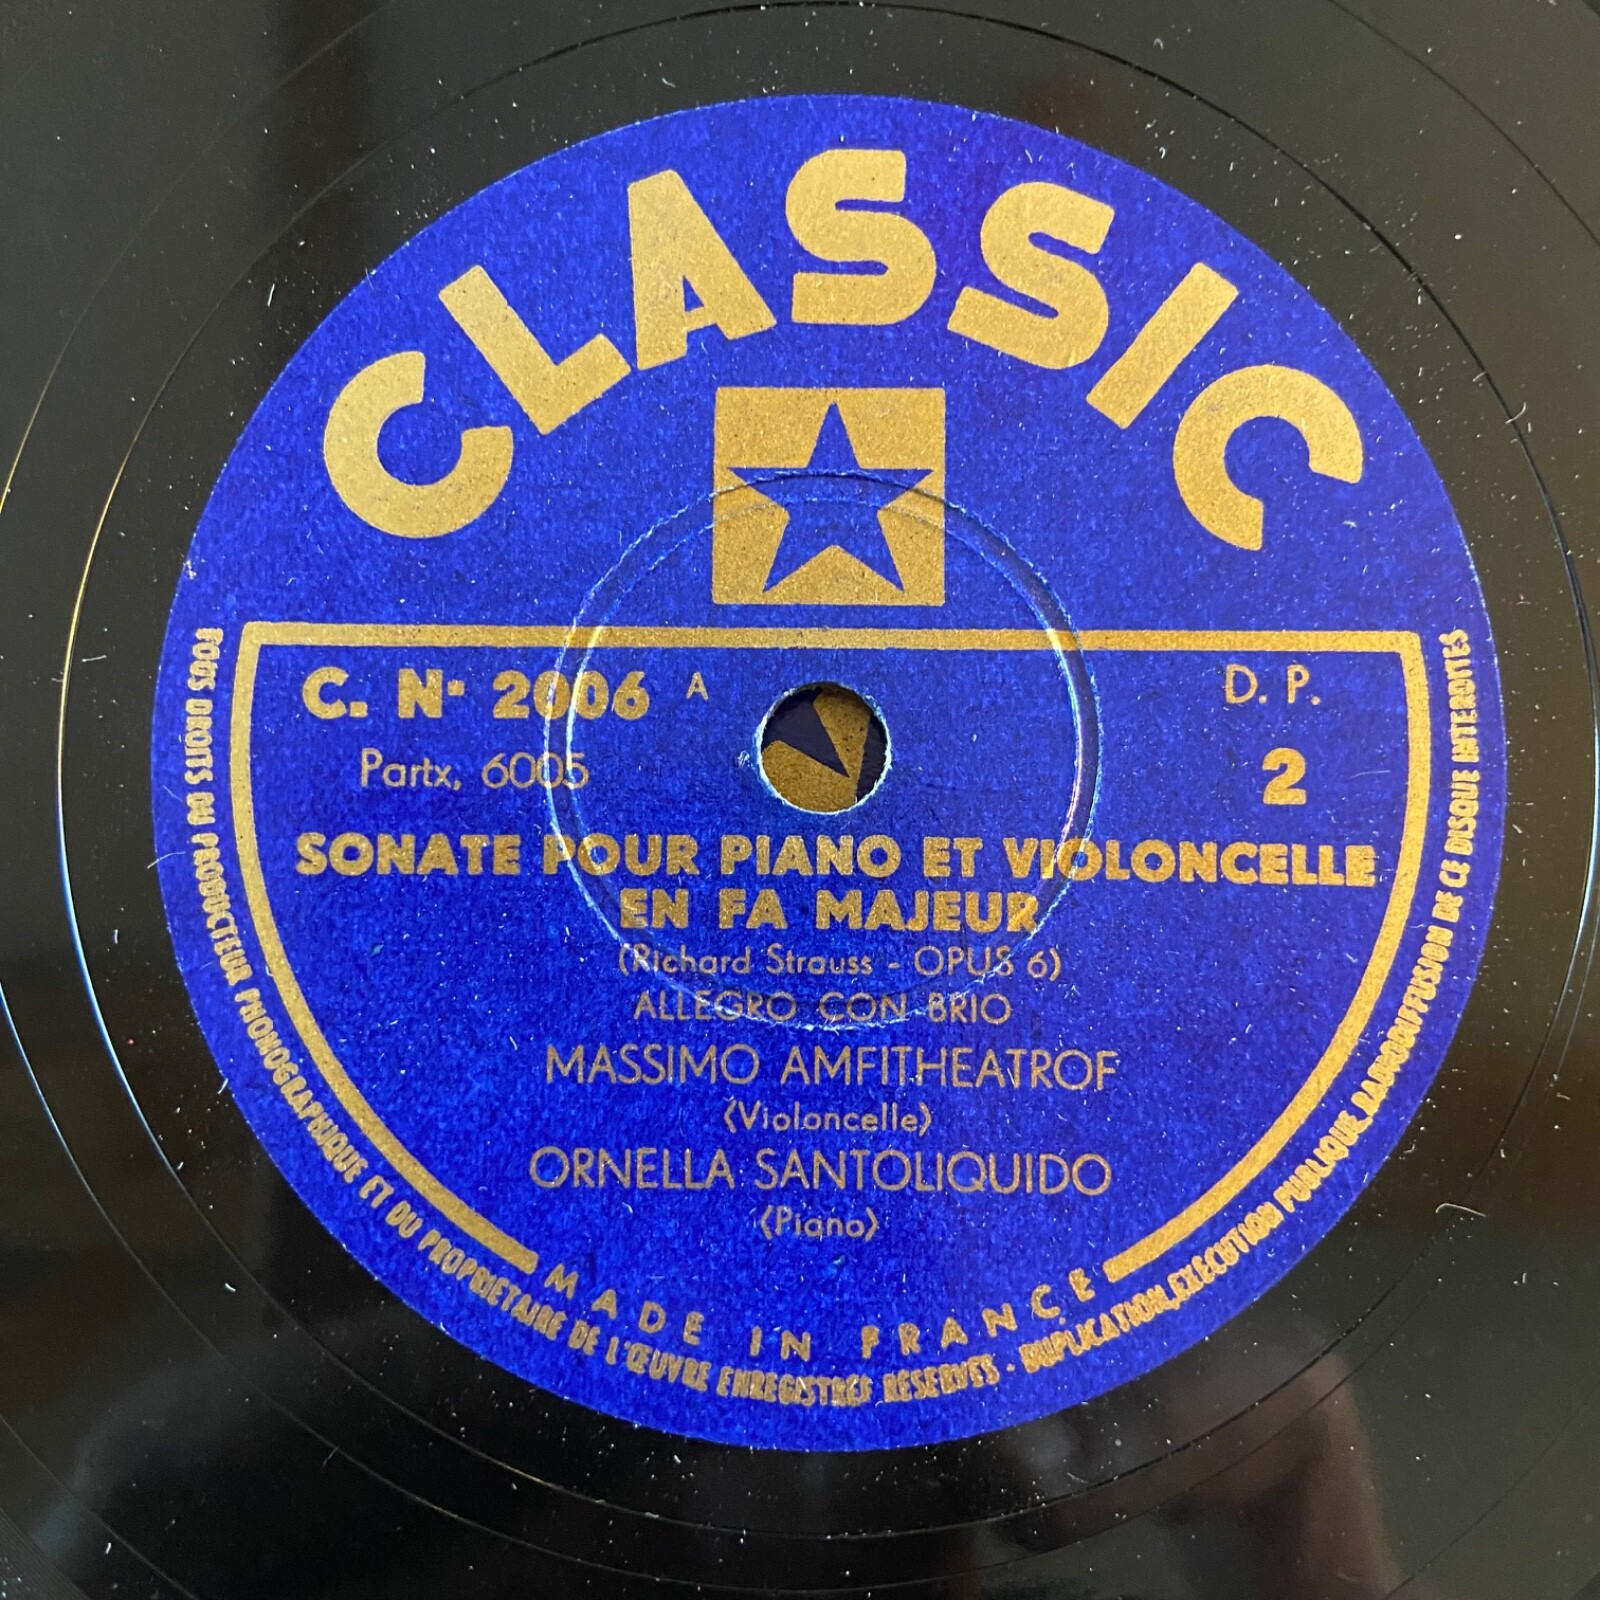 CLASSIC
C. N• 2006 A
D. P.
Partx, 6005
2
SONATE POUR PIANO ET VIOLONCELLE
EN FA MAJEUR
(Richard Strauss - OPUS 6)
ALLEGRO CON BRIO
MASSIMO AMFITHEATROF
(Violoncelle)
ORNELLA SANTOLIQUIDO
(Piano)
MADE IN FRANCE
TOUS DROITS DU PRODUCTEUR PHONOGRAPHIQUE ET DU PROPRIETAIRE DE L'ŒUVRE ENREGISTRÉS RÉSERVÉS - DUPLICATION, EXÉCUTION PUBLIQUE, RADIODIFFUSION DE CE DISQUE INTERDITES